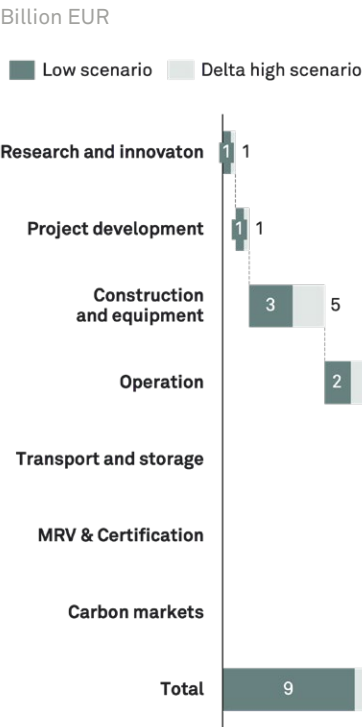 Billion EUR
Low scenario Delta high scenario
Research and innovaton 1 1
Project development 1 1
Construction
and equipment 3 5
Operation 2
Transport and storage
MRV & Certification
Carbon markets
Total 9